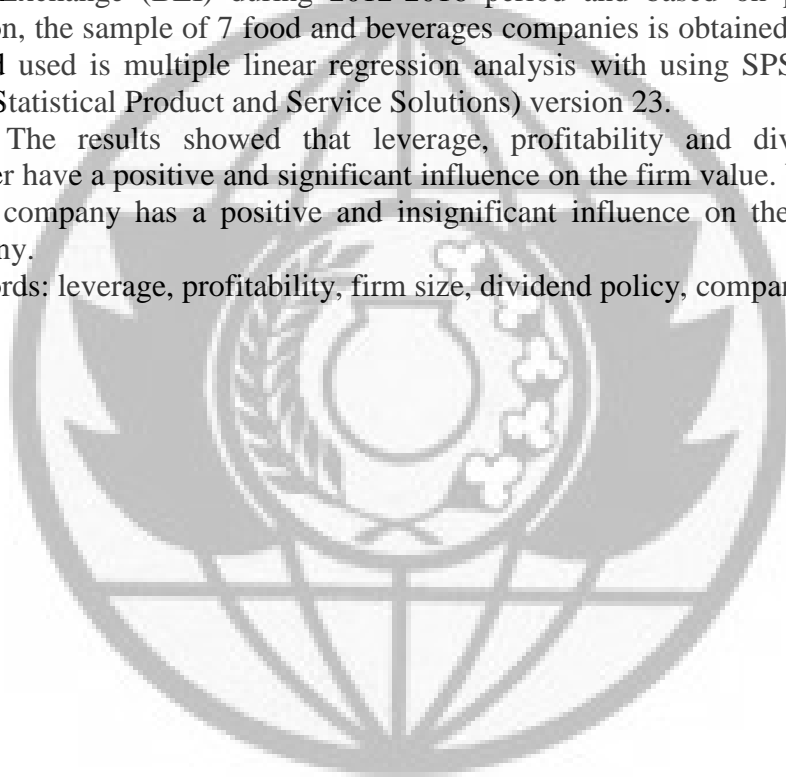 Exchange (BEI) during 2012-2016 period and based on
on, the sample of 7 food and beverages companies is obtained
d used is multiple linear regression analysis with using SPS
Statistical Product and Service Solutions) version 23.
The results showed that leverage, profitability and div
er have a positive and significant influence on the firm value.
company has a positive and insignificant influence on the
ny.
ords: leverage, profitability, firm size, dividend policy, compan